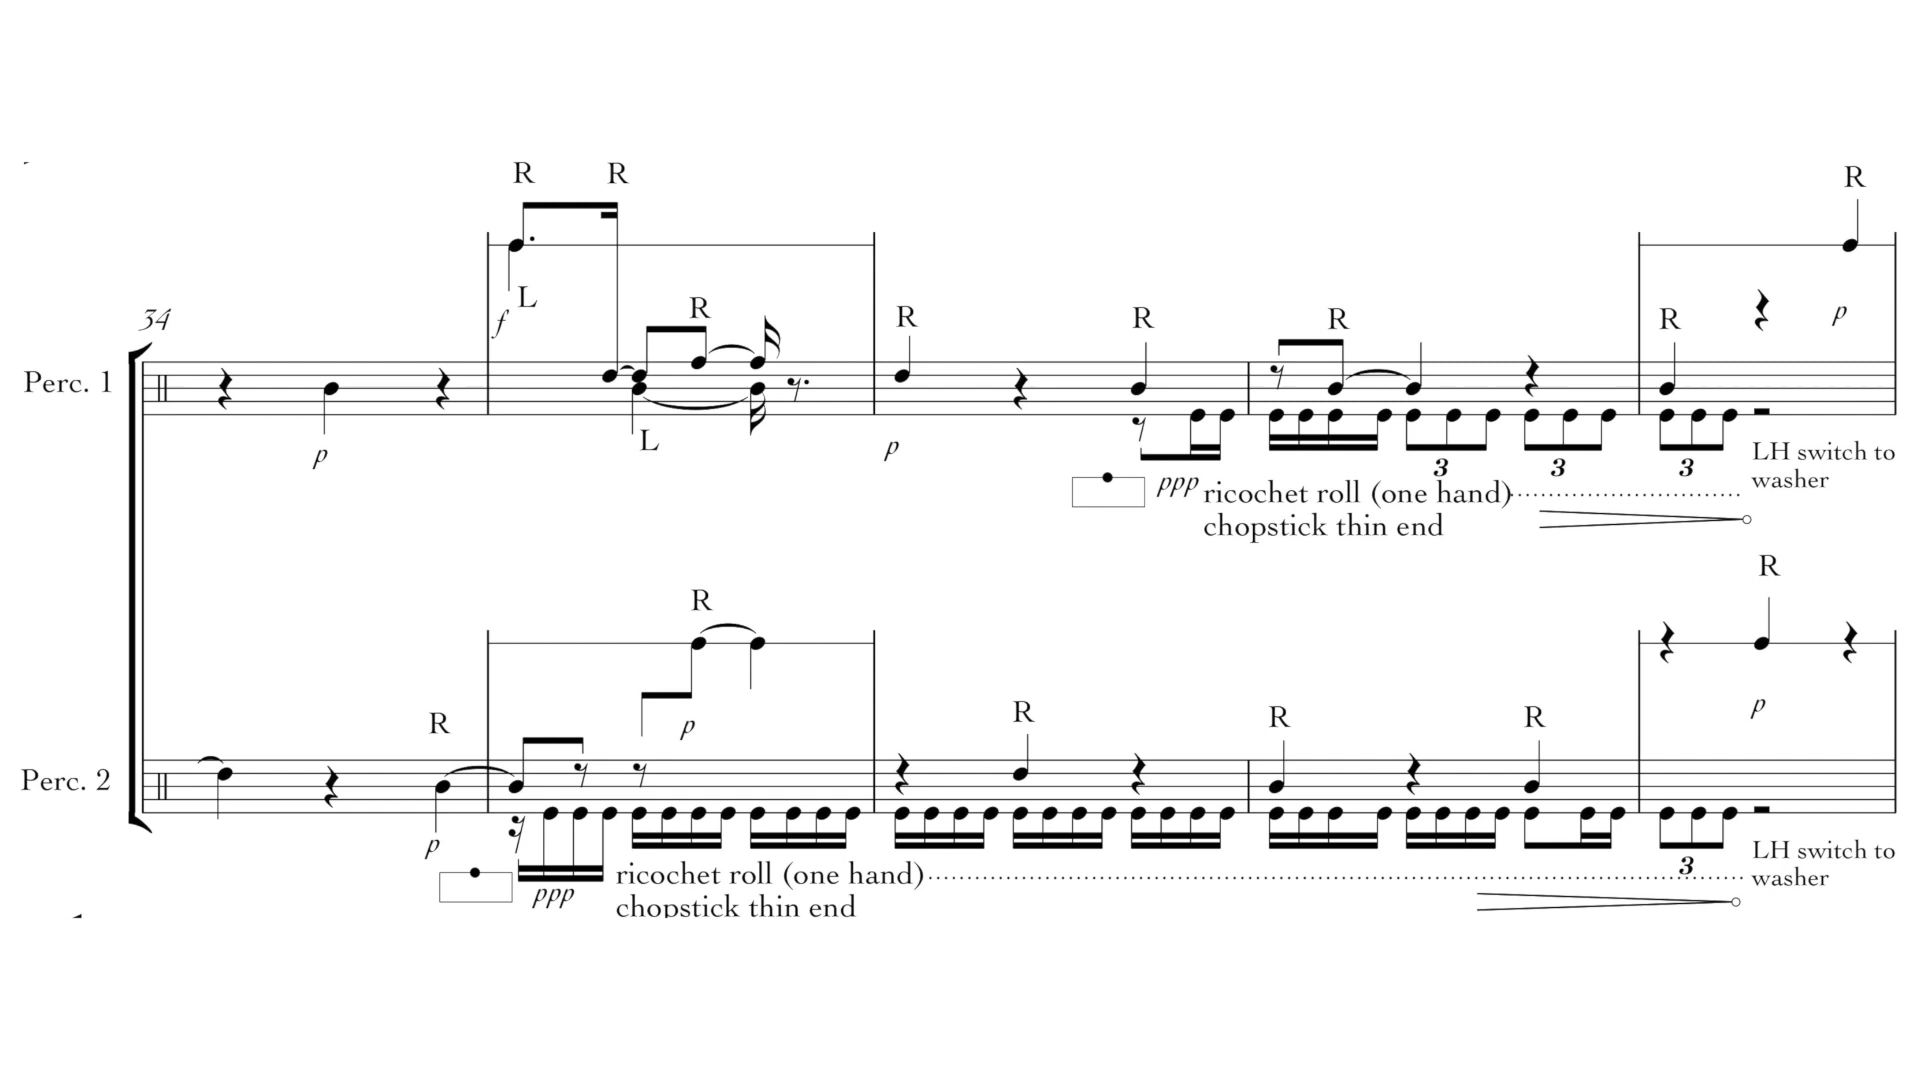 R R
L
f
R
34
R R R R R
Perc. 1
p
L
p
p
LH switch to
washer
3 3 3
ppp
ricochet roll (one hand)
chopstick thin end
R
R
R
p
p
R R R
Perc. 2
p
LH switch to
washer
3
ppp
ricochet roll (one hand)
chopstick thin end